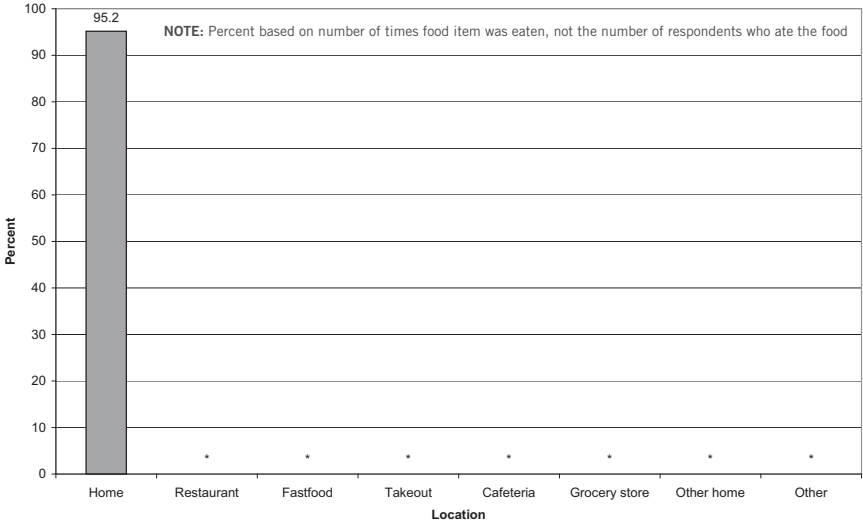 100
95.2
NOTE: Percent based on number of times food item was eaten, not the number of respondents who ate the food
90
80
70
60
50
40
30
20
10
0
Percent
* * * * * * *
Home Restaurant Fastfood Takeout Cafeteria Grocery store Other home Other
Location